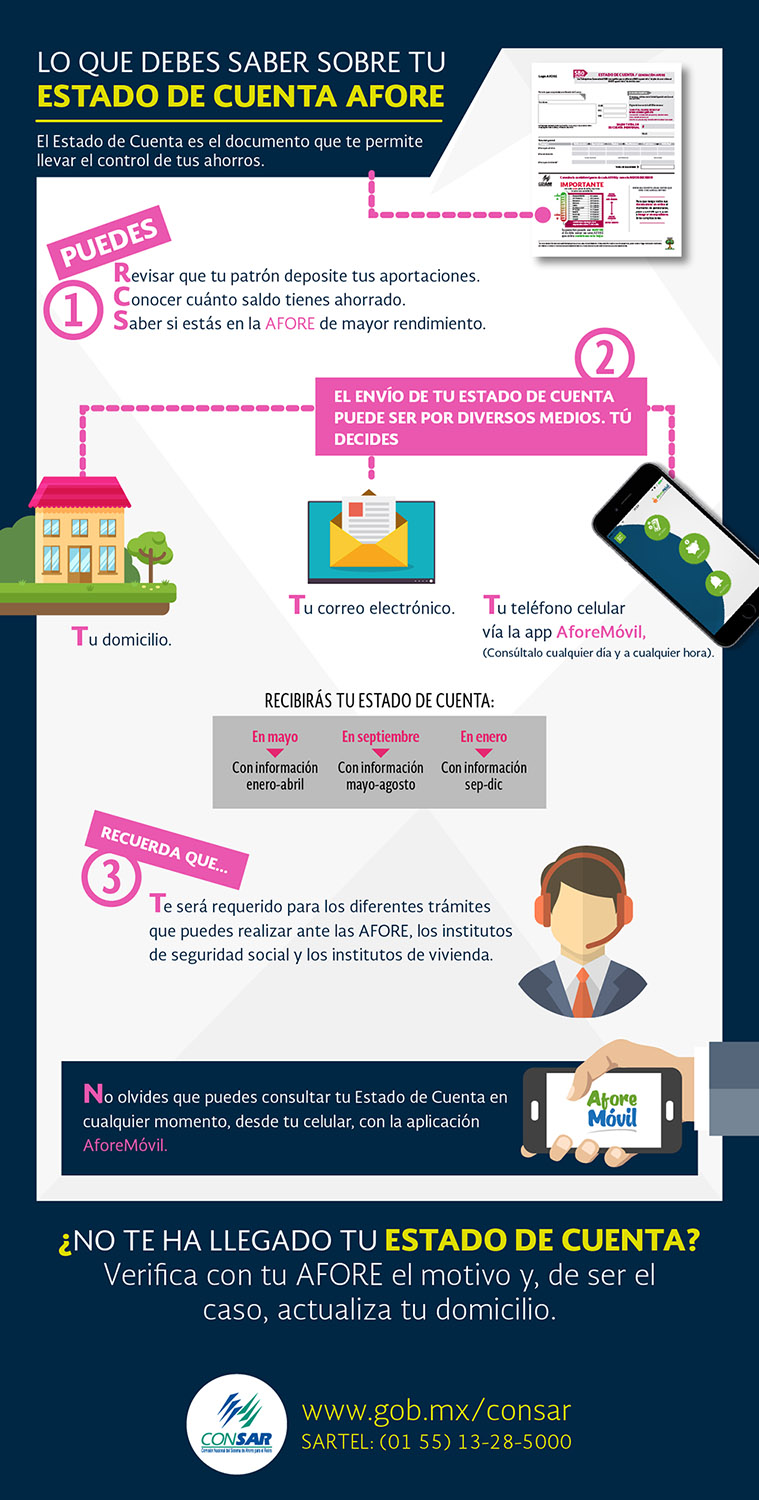 LO QUE DEBES SABER SOBRE TU
ESTADO DE CUENTA AFORE
El Estado de Cuenta es el documento que te permite
llevar el control de tus ahorros.
ESTADO DE CUENTA
CONSAR
IMPORTANTE
PUEDES
1
Revisar que tu patrón deposite tus aportaciones.
Conocer cuánto saldo tienes ahorrado.
Saber si estás en la AFORE de mayor rendimiento.
2
EL ENVÍO DE TU ESTADO DE CUENTA
PUEDE SER POR DIVERSOS MEDIOS. TÚ
DECIDES
Tu domicilio.
Tu correo electrónico.
Tu teléfono celular
vía la app AforeMóvil,
(Consúltalo cualquier día y a cualquier hora).
RECIBIRÁS TU ESTADO DE CUENTA:
En mayo
Con información
enero-abril
En septiembre
Con información
mayo-agosto
En enero
Con información
sep-dic
RECUERDA QUE...
3
Te será requerido para los diferentes trámites
que puedes realizar ante las AFORE, los institutos
de seguridad social y los institutos de vivienda.
No olvides que puedes consultar tu Estado de Cuenta en
cualquier momento, desde tu celular, con la aplicación
AforeMóvil.
Afore
Móvil
¿NO TE HA LLEGADO TU ESTADO DE CUENTA?
Verifica con tu AFORE el motivo y, de ser el
caso, actualiza tu domicilio.
CONSAR
Comisión Nacional del Sistema de Ahorro para el Retiro
www.gob.mx/consar
SARTEL: (01 55) 13-28-5000